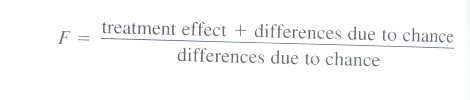 F = treatment effect + differences due to chance
differences due to chance